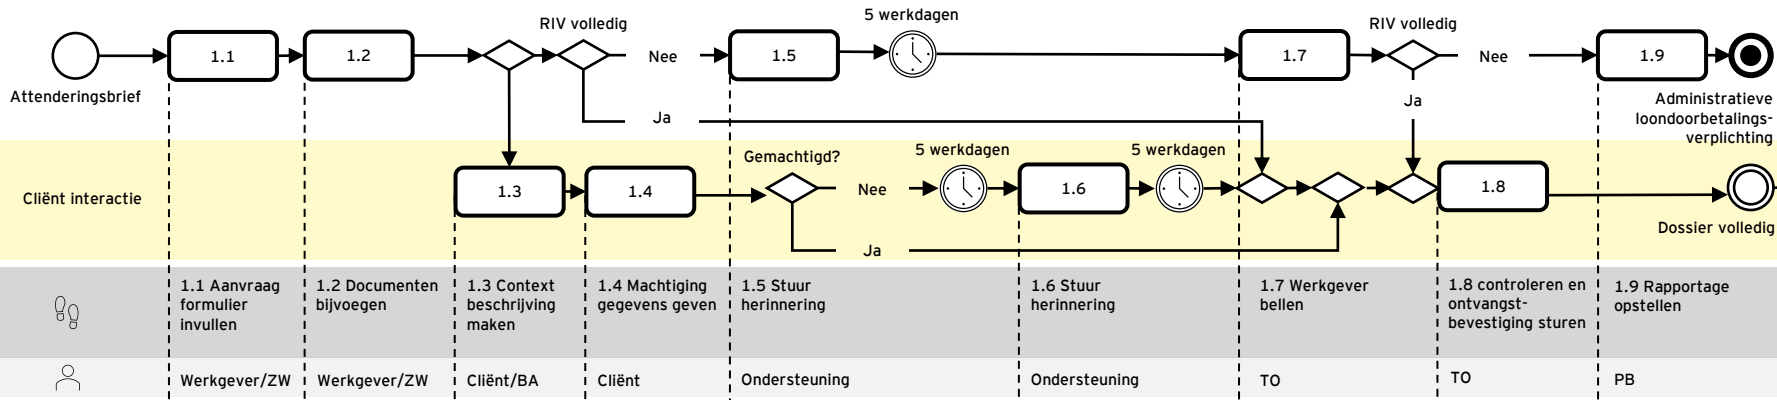 RIV volledig
5 werkdagen
RIV volledig
1.1
1.2
Nee
1.5
1.7
Nee
1.9
Attenderingsbrief
Ja
Ja
Administratieve
loondoorbetalings-
verplichting
Gemachtigd?
5 werkdagen
5 werkdagen
Cliënt interactie
1.3
1.4
Nee
1.6
1.8
Ja
Dossier volledig
1.1 Aanvraag
formulier
invullen
1.2 Documenten
bijvoegen
1.3 Context
beschrijving
maken
1.4 Machtiging
gegevens geven
1.5 Stuur
herinnering
1.6 Stuur
herinnering
1.7 Werkgever
bellen
1.8 controleren en
ontvangst-
bevestiging sturen
1.9 Rapportage
opstellen
Werkgever/ZW
Werkgever/ZW
Cliënt/BA
Cliënt
Ondersteuning
Ondersteuning
TO
TO
PB